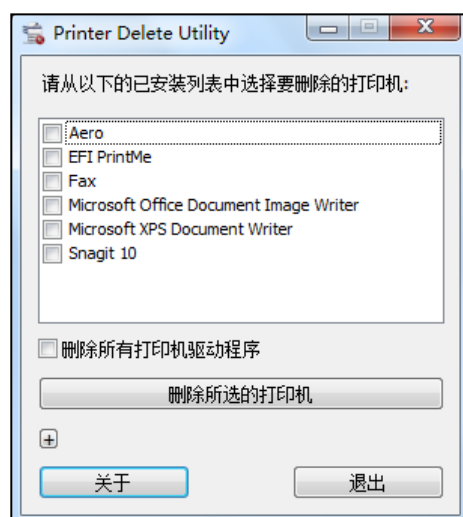 Printer Delete Utility
请从以下的已安装列表中选择要删除的打印机:
Aero
EFI PrintMe
Fax
Microsoft Office Document Image Writer
Microsoft XPS Document Writer
Snagit 10
删除所有打印机驱动程序
删除所选的打印机
关于
退出